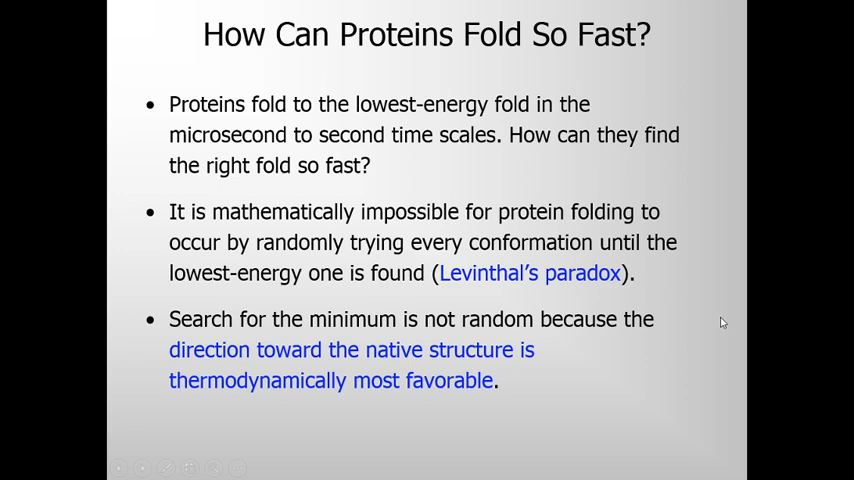 How Can Proteins Fold So Fast?
• Proteins fold to the lowest-energy fold in the
microsecond to second time scales. How can they find
the right fold so fast?
• It is mathematically impossible for protein folding to
occur by randomly trying every conformation until the
lowest-energy one is found (Levinthal’s paradox).
• Search for the minimum is not random because the
direction toward the native structure is
thermodynamically most favorable.